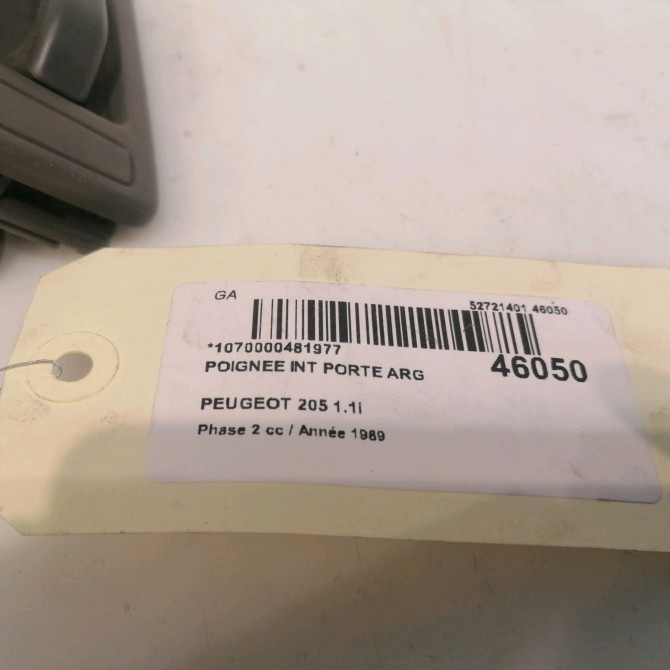 GA
52721401 46050
*1070000481977
46050
POIGNEE INT PORTE ARG
PEUGEOT 205 1.1i
Phase 2 cc / Année 1989